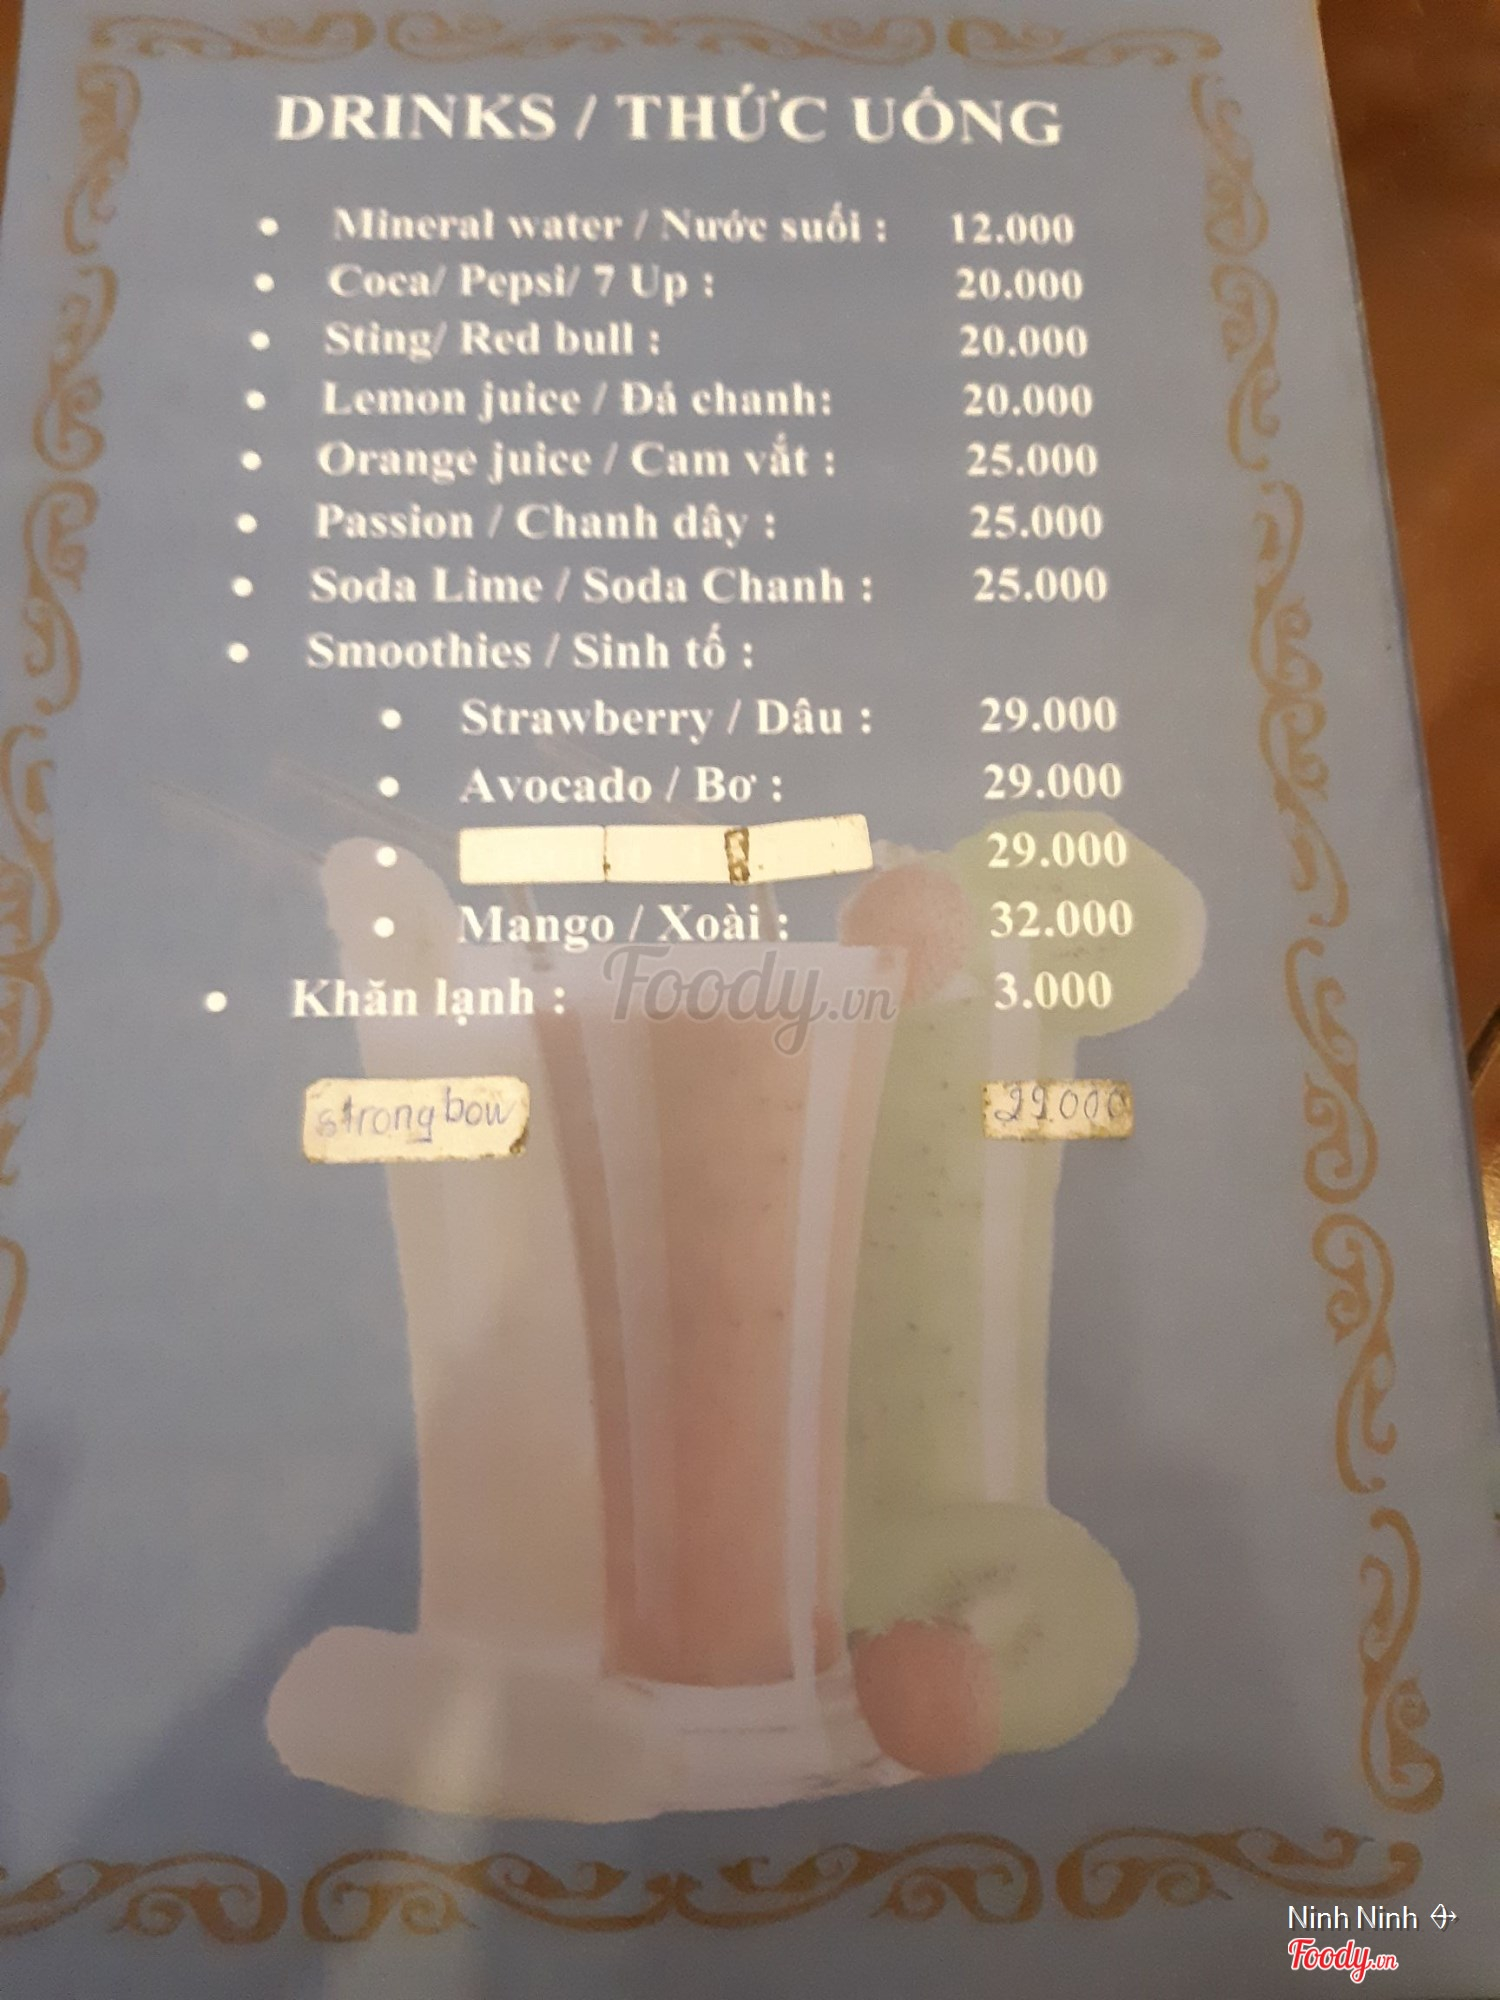 DRINKS / THỨC UỐNG
• Mineral water / Nước suối : 12.000
• Coca/ Pepsi/ 7 Up : 20.000
• Sting/ Red bull : 20.000
• Lemon juice / Đá chanh: 20.000
• Orange juice / Cam vắt : 25.000
• Passion / Chanh dây : 25.000
• Soda Lime / Soda Chanh : 25.000
• Smoothies / Sinh tố :
• Strawberry / Dâu : 29.000
• Avocado / Bơ : 29.000
• 29.000
• Mango / Xoài : 32.000
• Khăn lạnh : 3.000
Foody.vn
strongbow 29.000
Ninh Ninh
Foody.vn